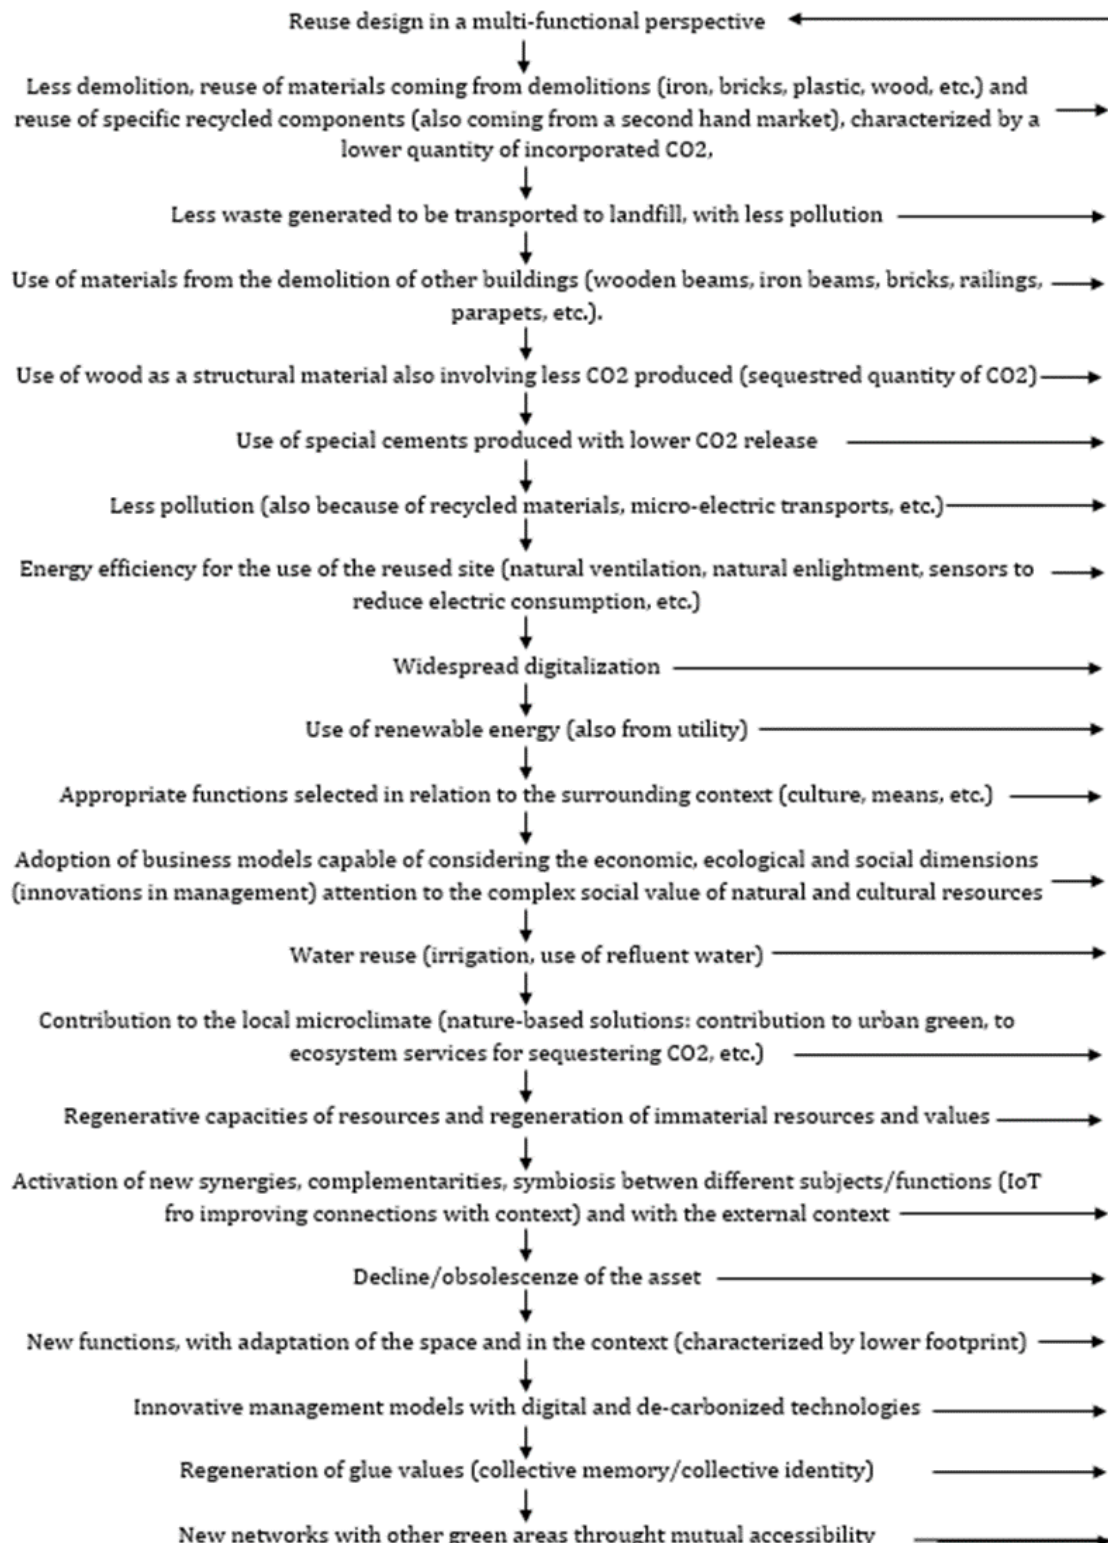 Reuse design in a multi-functional perspective
Less demolition, reuse of materials coming from demolitions (iron, bricks, plastic, wood, etc.) and
reuse of specific recycled components (also coming from a second hand market), characterized by a
lower quantity of incorporated CO2,
Less waste generated to be transported to landfill, with less pollution
Use of materials from the demolition of other buildings (wooden beams, iron beams, bricks, railings,
parapets, etc.).
Use of wood as a structural material also involving less CO2 produced (sequestred quantity of CO2)
Use of special cements produced with lower CO2 release
Less pollution (also because of recycled materials, micro-electric transports, etc.)
Energy efficiency for the use of the reused site (natural ventilation, natural enlightment, sensors to
reduce electric consumption, etc.)
Widespread digitalization
Use of renewable energy (also from utility)
Appropriate functions selected in relation to the surrounding context (culture, means, etc.)
Adoption of business models capable of considering the economic, ecological and social dimensions
(innovations in management) attention to the complex social value of natural and cultural resources
Water reuse (irrigation, use of refluent water)
Contribution to the local microclimate (nature-based solutions: contribution to urban green, to
ecosystem services for sequestering CO2, etc.)
Regenerative capacities of resources and regeneration of immaterial resources and values
Activation of new synergies, complementarities, symbiosis betwen different subjects/functions (IoT
fro improving connections with context) and with the external context
Decline/obsolescenze of the asset
New functions, with adaptation of the space and in the context (characterized by lower footprint)
Innovative management models with digital and de-carbonized technologies
Regeneration of glue values (collective memory/collective identity)
New networks with other green areas throught mutual accessibility